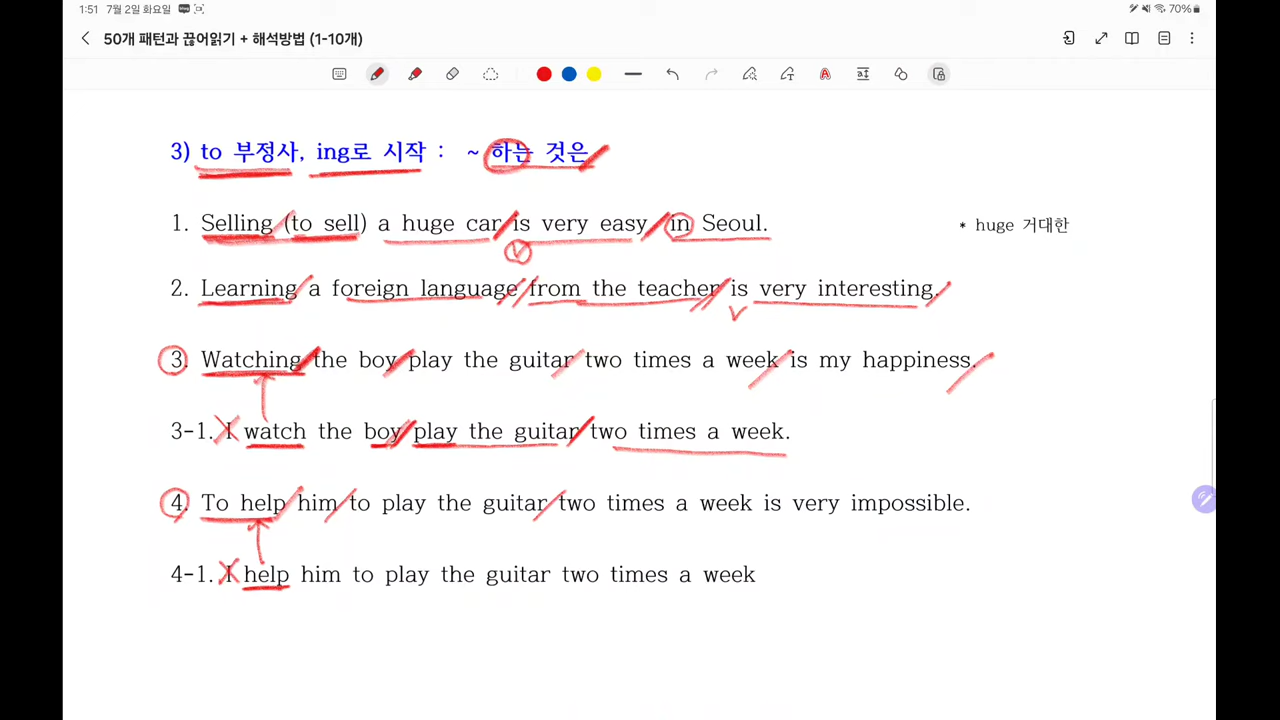 1:51 7월 2일 화요일
70%
50개 패턴과 끊어읽기 + 해석방법 (1-10개)
3) to 부정사, ing로 시작 : ~ 하는 것은
1. Selling (to sell) a huge car is very easy in Seoul. * huge 거대한
2. Learning a foreign language from the teacher is very interesting.
3. Watching the boy play the guitar two times a week is my happiness.
3-1. I watch the boy play the guitar two times a week.
4. To help him to play the guitar two times a week is very impossible.
4-1. I help him to play the guitar two times a week